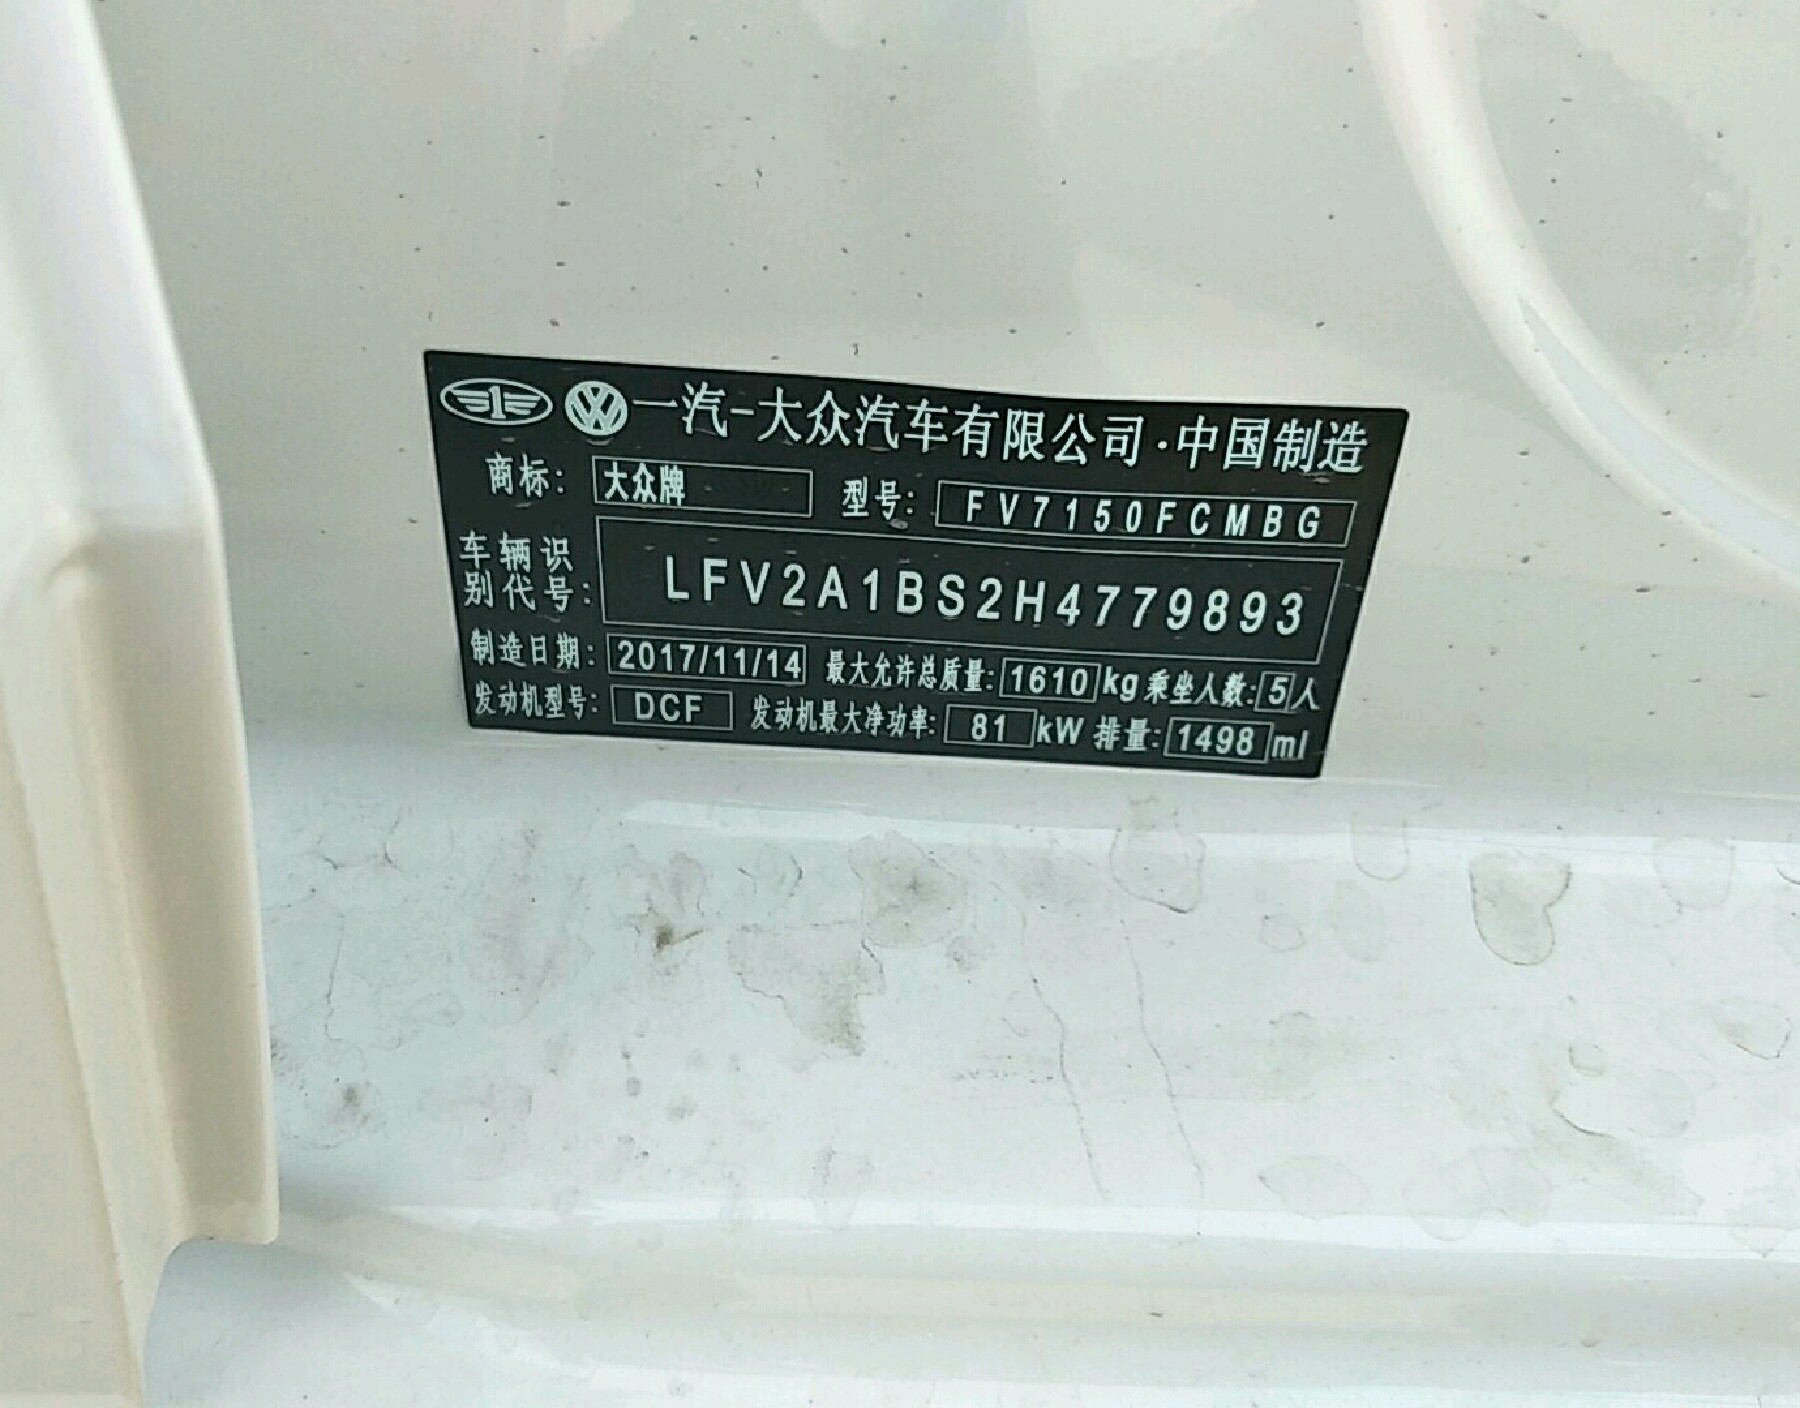 一汽-大众汽车有限公司·中国制造
商标: 大众牌 型号: FV7150FCMBG
车辆识别代号: LFV2A1BS2H4779893
制造日期: 2017/11/14 最大允许总质量: 1610 kg 乘坐人数: 5 人
发动机型号: DCF 发动机最大净功率: 81 kW 排量: 1498 ml